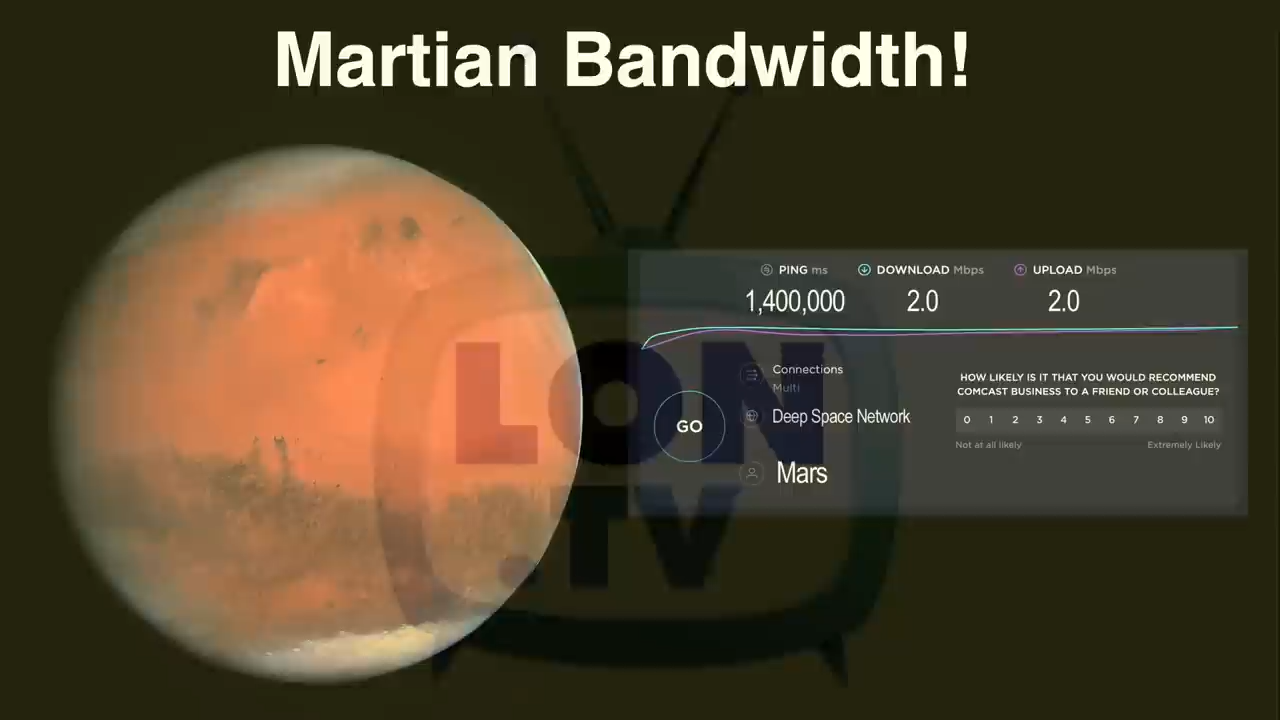 Martian Bandwidth!
PING ms DOWNLOAD Mbps UPLOAD Mbps
1,400,000 2.0 2.0
Connections
Multi
HOW LIKELY IS IT THAT YOU WOULD RECOMMEND
COMCAST BUSINESS TO A FRIEND OR COLLEAGUE?
GO
Deep Space Network
0 1 2 3 4 5 6 7 8 9 10
Not at all likely Extremely Likely
Mars
LON
.TV